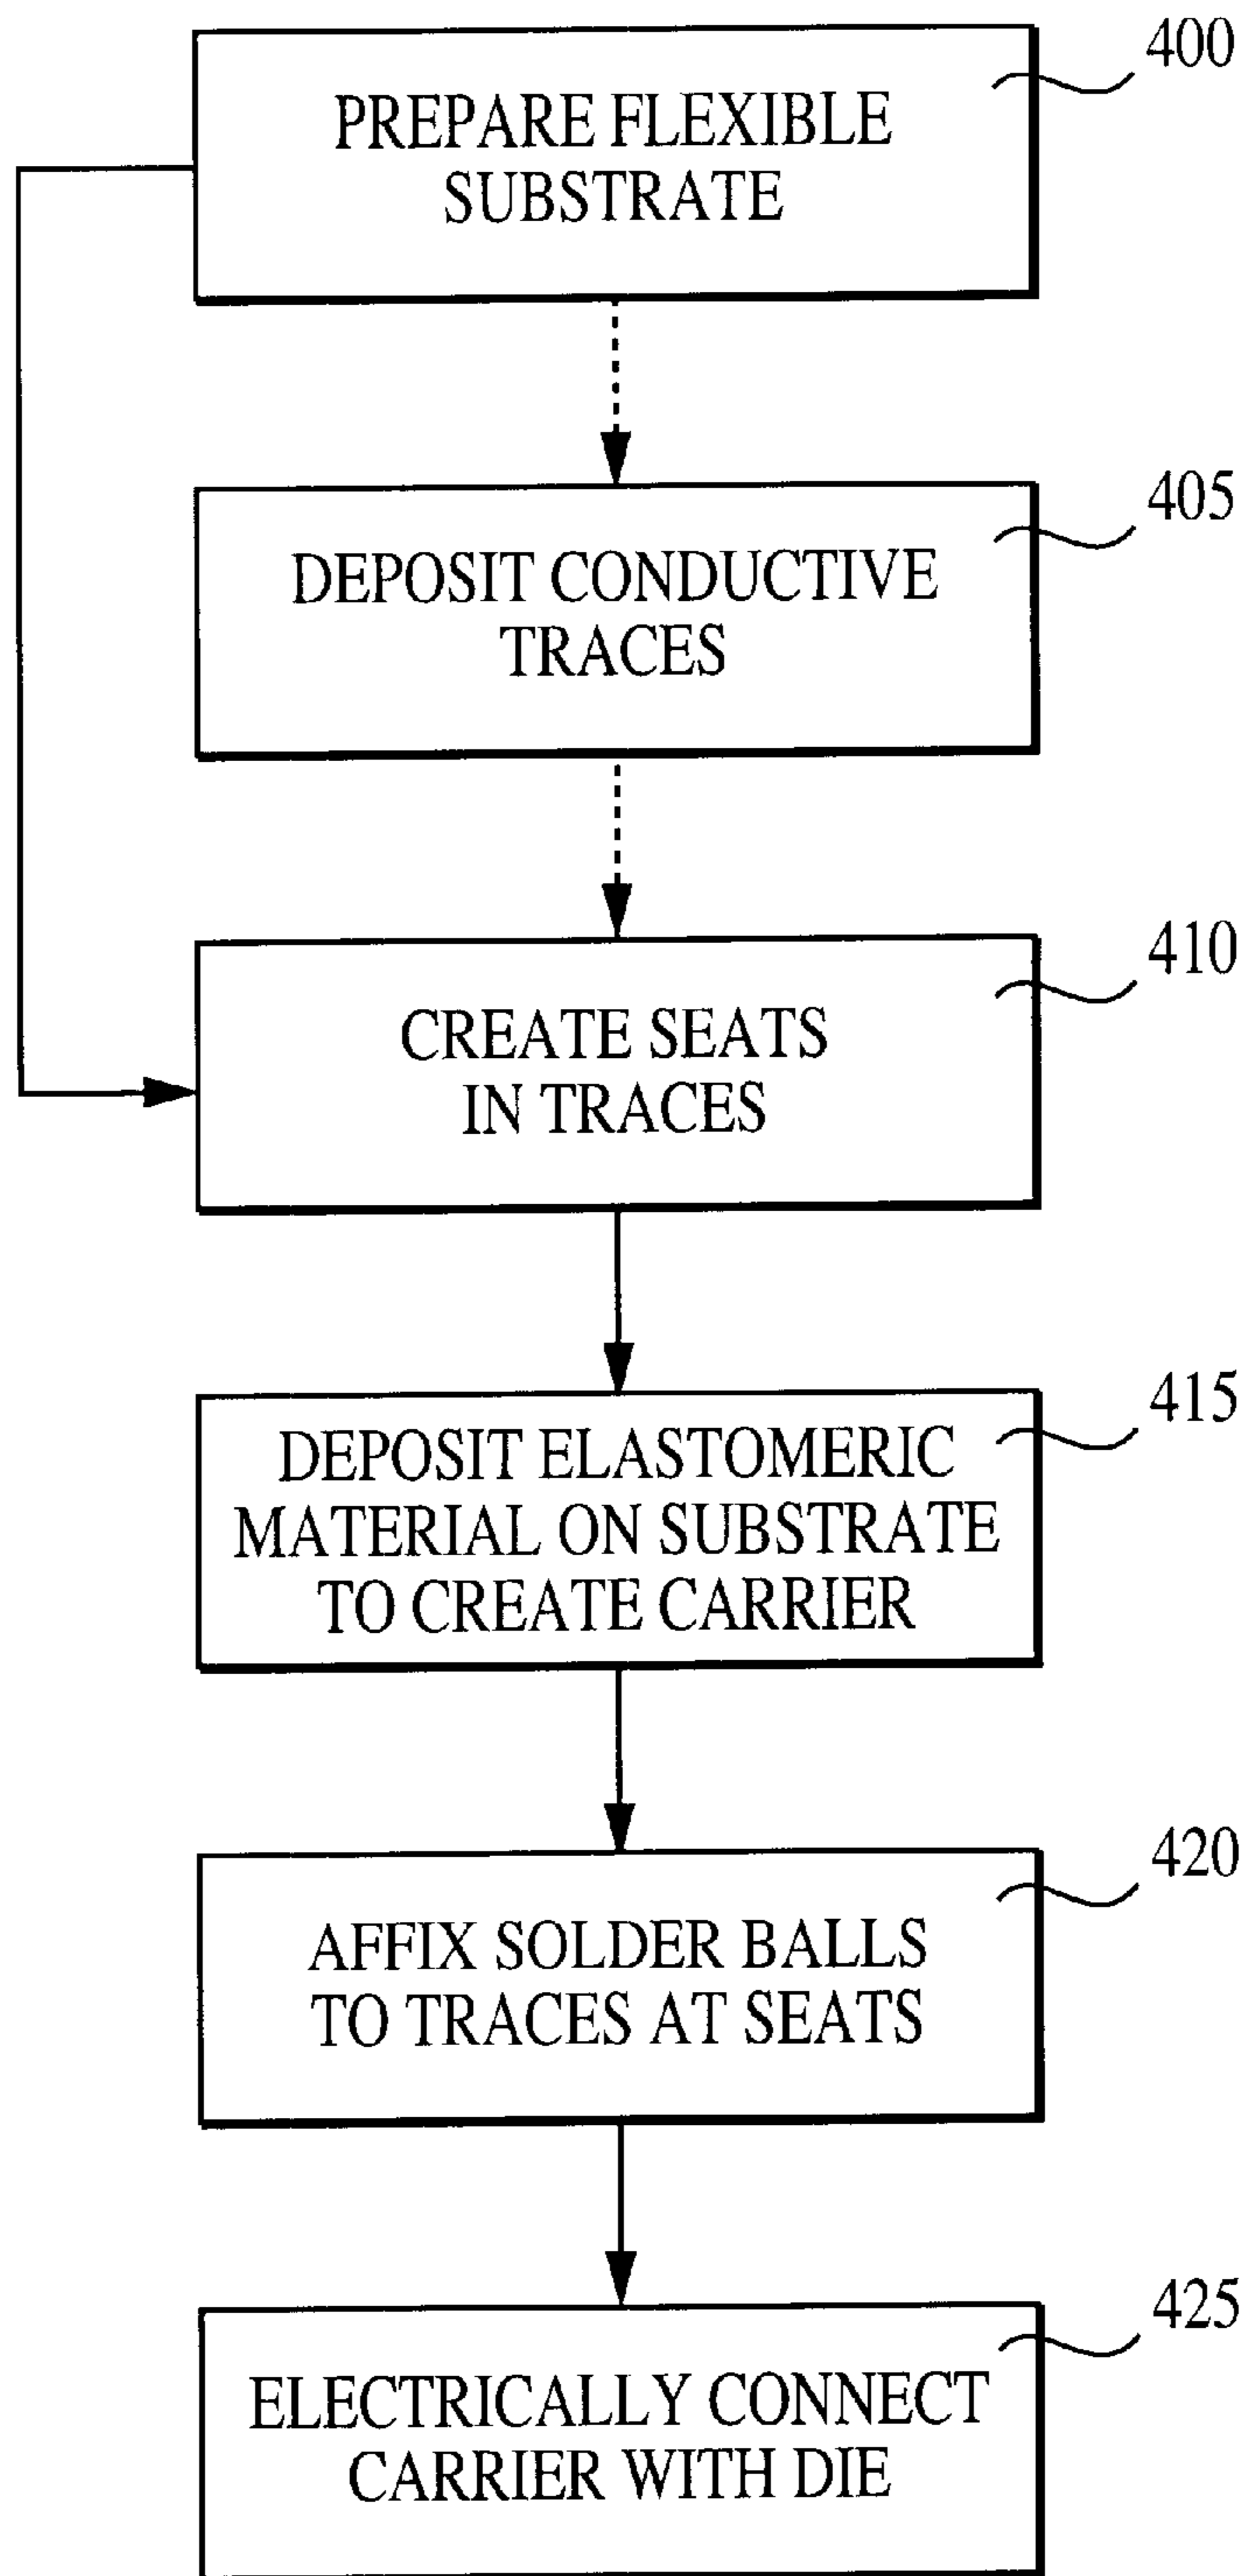 400
PREPARE FLEXIBLE
SUBSTRATE
405
DEPOSIT CONDUCTIVE
TRACES
410
CREATE SEATS
IN TRACES
415
DEPOSIT ELASTOMERIC
MATERIAL ON SUBSTRATE
TO CREATE CARRIER
420
AFFIX SOLDER BALLS
TO TRACES AT SEATS
425
ELECTRICALLY CONNECT
CARRIER WITH DIE